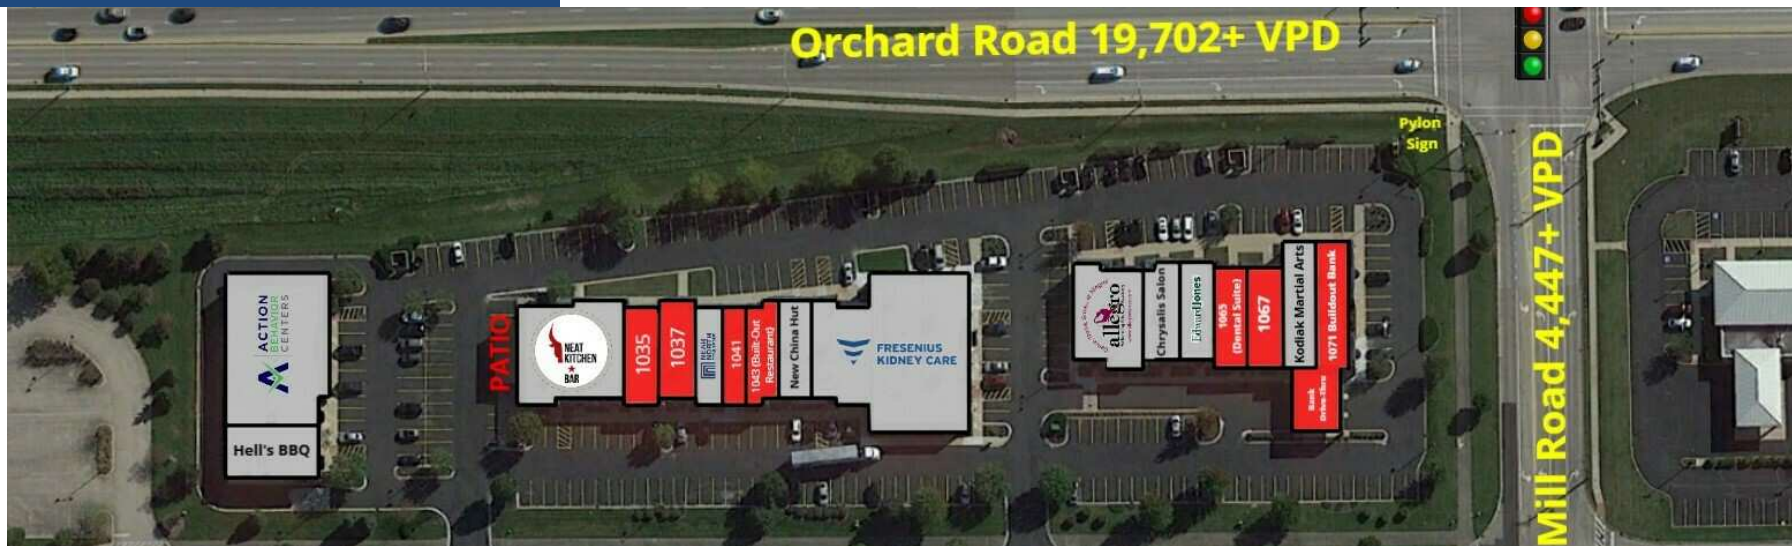 Orchard Road 19,702+ VPD
Pylon
Sign
Mill Road 4,447+ VPD
ACTION
BEHAVIOR
CENTERS
Hell's BBQ
PATIO
NEAT
KITCHEN
BAR
1035
1037
1041
1043 (Built-Out
Restaurant)
New China Hut
FRESENIUS
KIDNEY CARE
allegro
Chrysalis Salon
Edward Jones
1065
(Dental Suite)
1067
Kodiak Martial Arts
1071 Buildout Bank
Bank
Drive-Thru